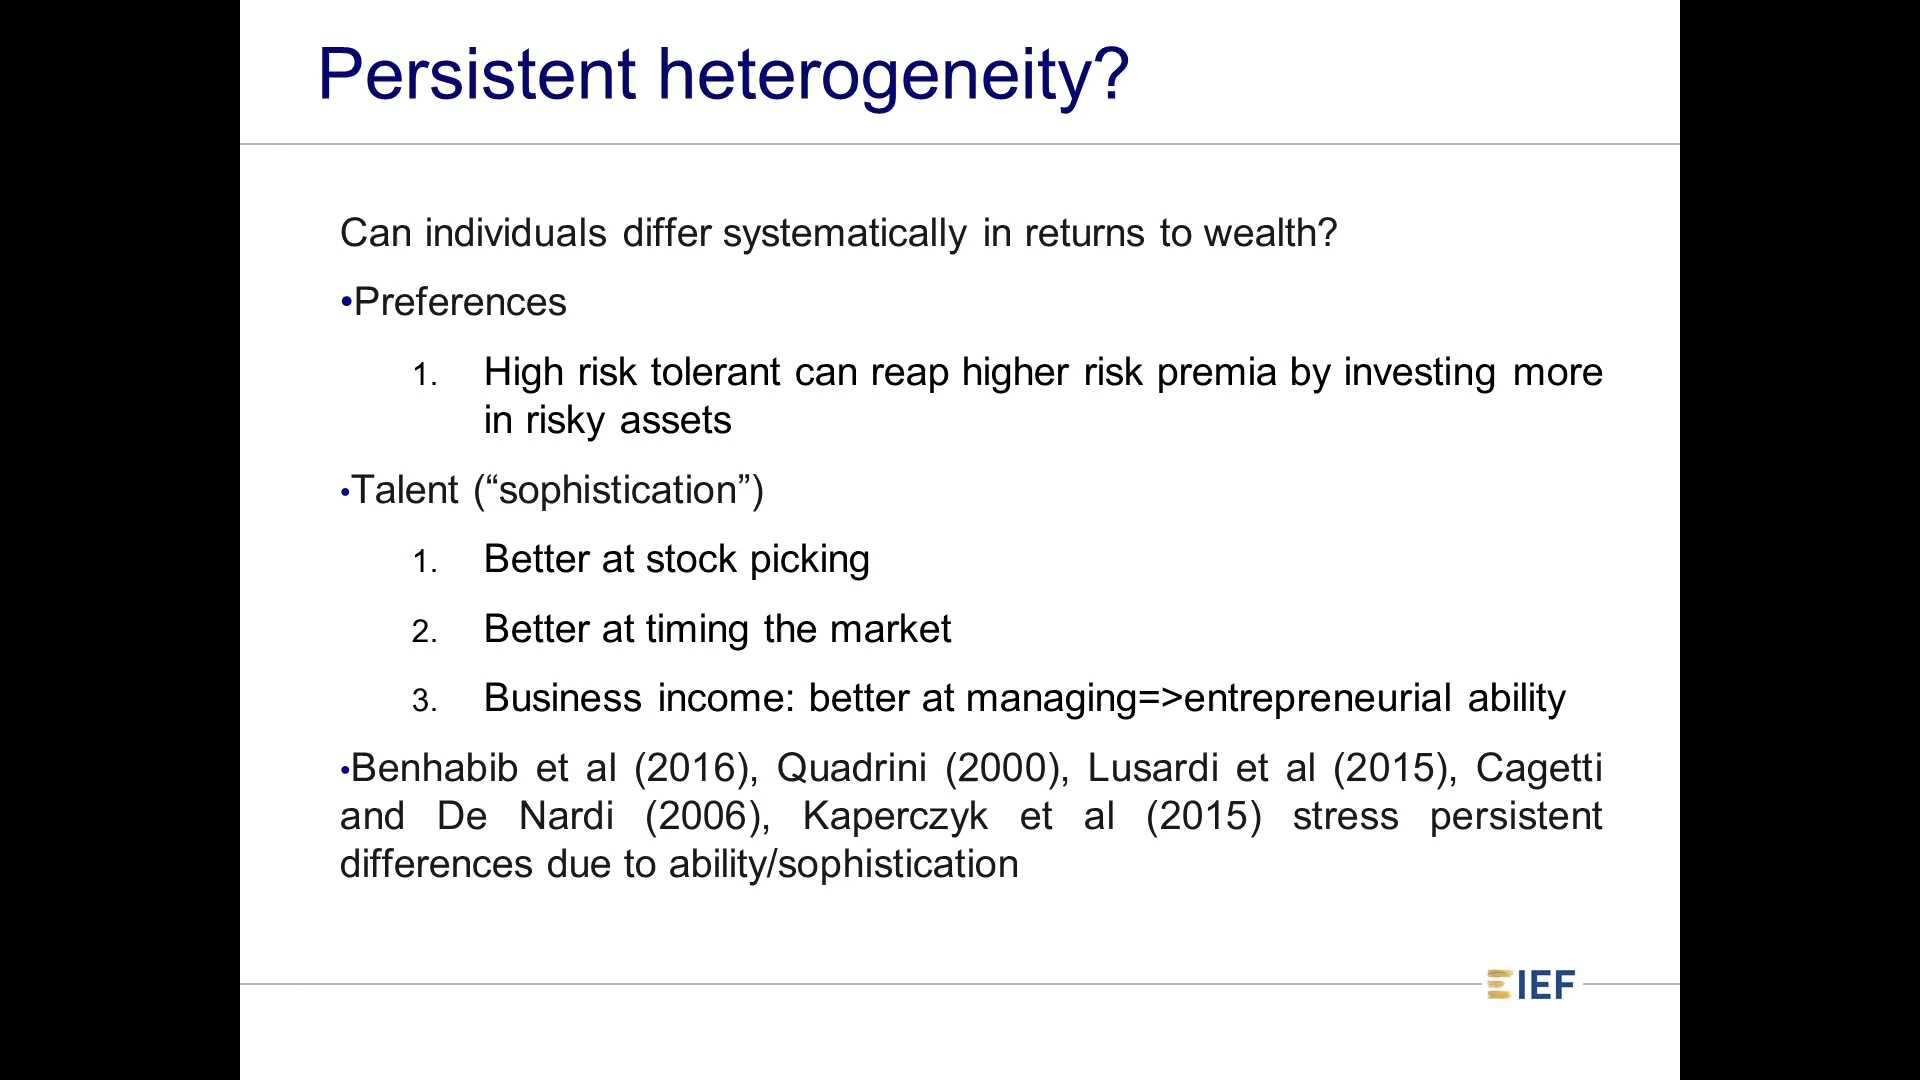 Persistent heterogeneity?
Can individuals differ systematically in returns to wealth?
•Preferences
1. High risk tolerant can reap higher risk premia by investing more
in risky assets
•Talent (“sophistication”)
1. Better at stock picking
2. Better at timing the market
3. Business income: better at managing=>entrepreneurial ability
•Benhabib et al (2016), Quadrini (2000), Lusardi et al (2015), Cagetti
and De Nardi (2006), Kaperczyk et al (2015) stress persistent
differences due to ability/sophistication
EIEF